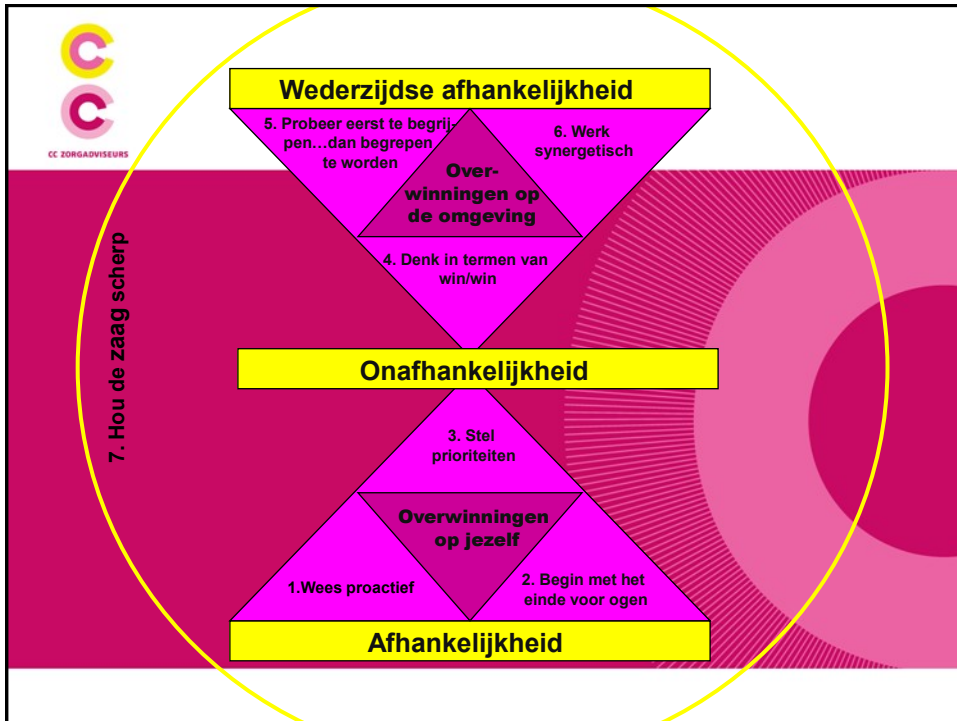 CC ZORGADVISEURS
Wederzijdse afhankelijkheid
5. Probeer eerst te begrij-
pen...dan begrepen
te worden
6. Werk
synergetisch
Over-
winningen op
de omgeving
4. Denk in termen van
win/win
7. Hou de zaag scherp
Onafhankelijkheid
3. Stel
prioriteiten
Overwinningen
op jezelf
1.Wees proactief
2. Begin met het
einde voor ogen
Afhankelijkheid